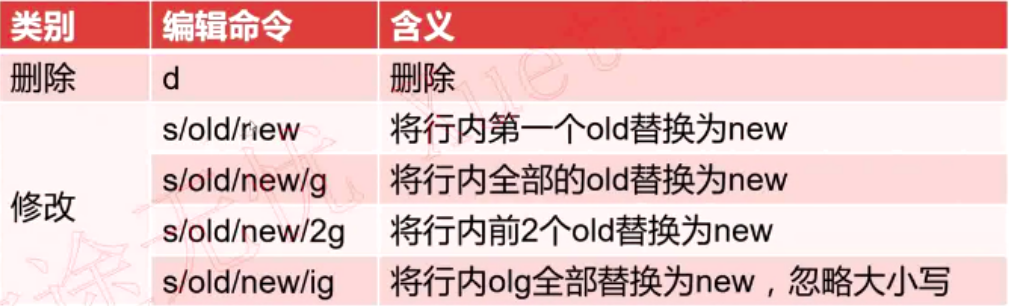 类别 编辑命令 含义
删除 d 删除
修改 s/old/new 将行内第一个old替换为new
s/old/new/g 将行内全部的old替换为new
s/old/new/2g 将行内前2个old替换为new
s/old/new/ig 将行内olg全部替换为new，忽略大小写